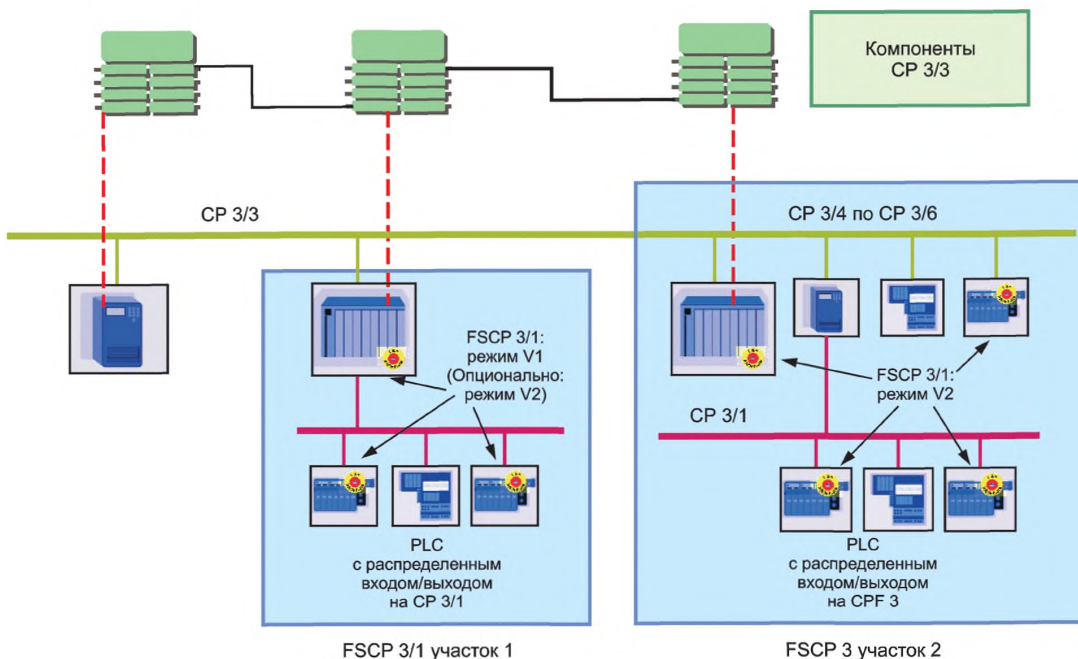 Компоненты
CP 3/3
CP 3/3
CP 3/4 по CP 3/6
FSCP 3/1:
режим V1
(Опционально:
режим V2)
FSCP 3/1:
режим V2
CP 3/1
PLC
с распределенным
входом/выходом
на CP 3/1
PLC
с распределенным
входом/выходом
на CPF 3
FSCP 3/1 участок 1
FSCP 3 участок 2